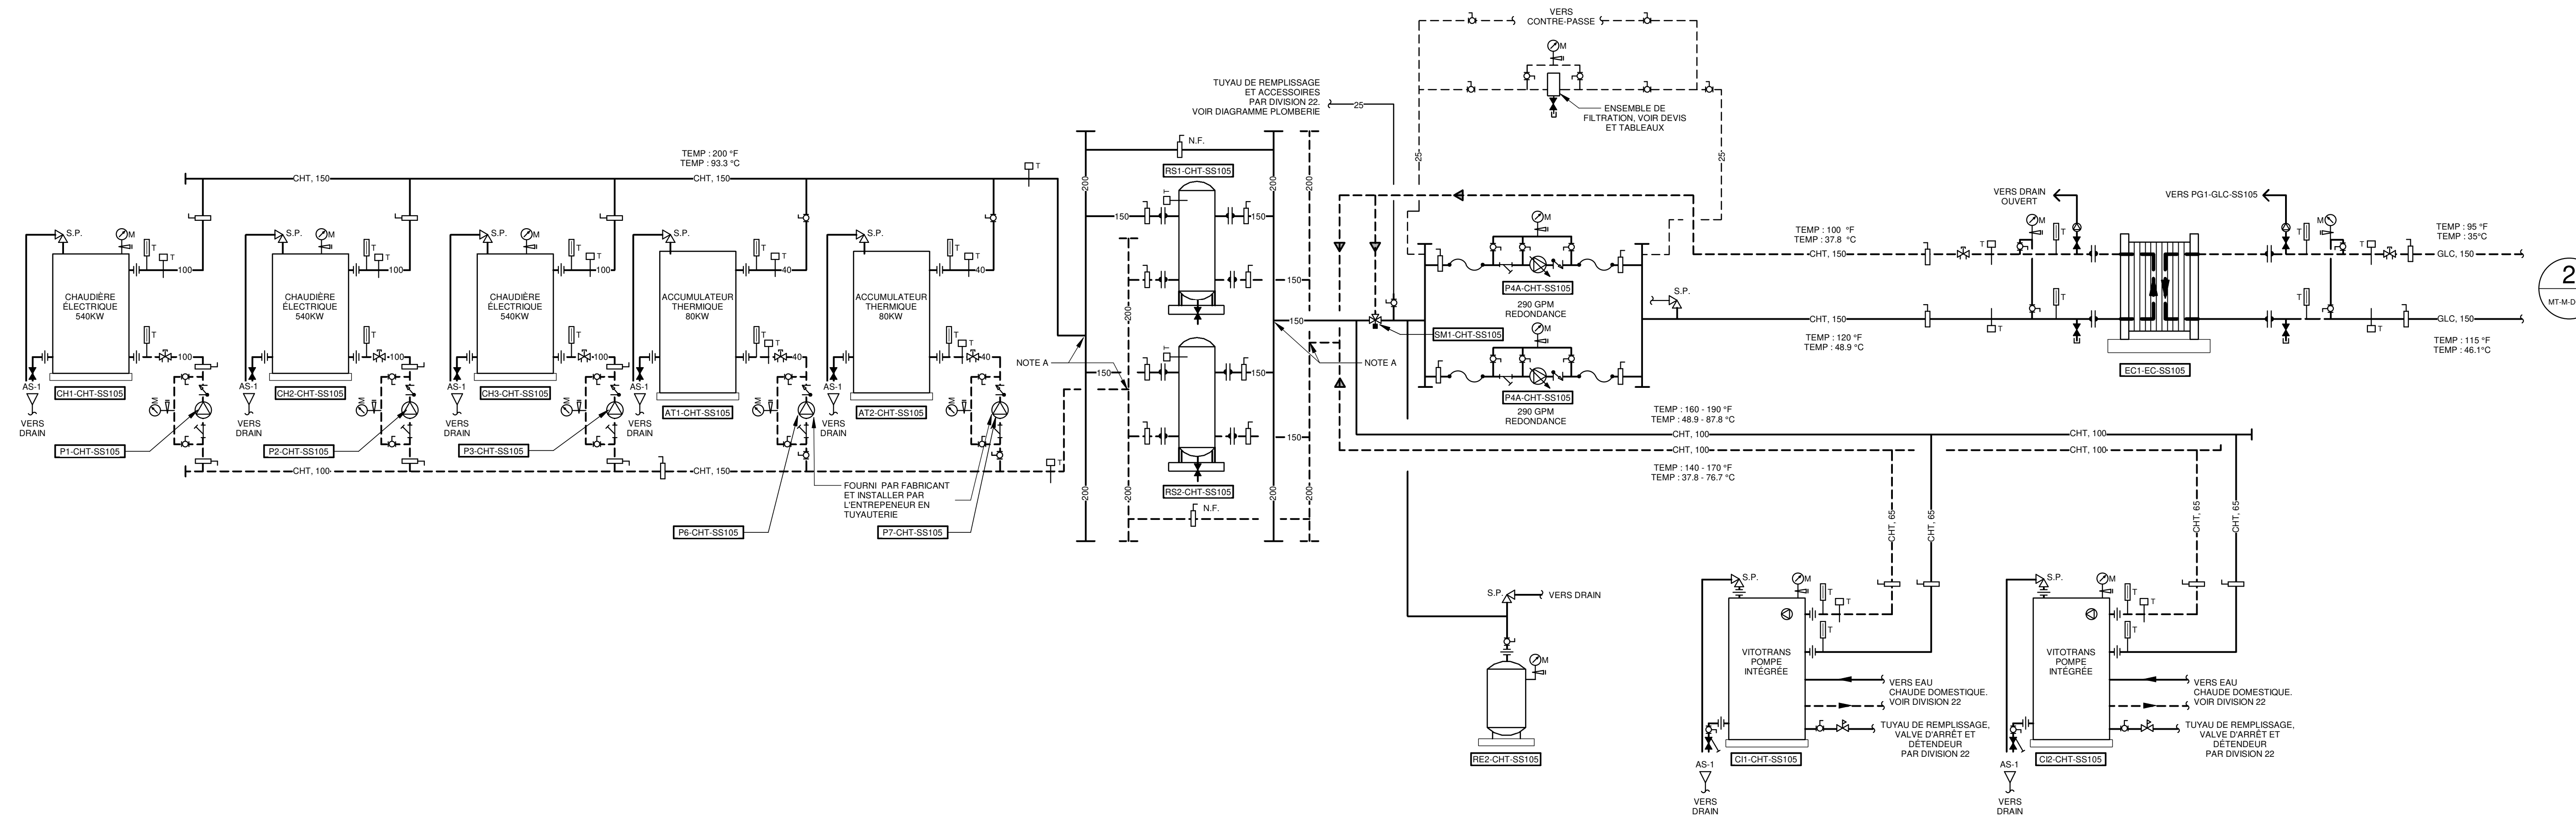 VERS
CONTRE-PASSE
M
TUYAU DE REMPLISSAGE
ET ACCESSOIRES
PAR DIVISION 22.
VOIR DIAGRAMME PLOMBERIE
25
ENSEMBLE DE
FILTRATION, VOIR DEVIS
ET TABLEAUX
25
25
TEMP : 200 °F
TEMP : 93.3 °C
CHT, 150
CHT, 150
T
N.F.
RS1-CHT-SS105
200
200
200
T
150
150
150
S.P.
M
T
T
100
CHAUDIÈRE
ÉLECTRIQUE
540KW
T
100
AS-1
CH1-CHT-SS105
M
VERS
DRAIN
P1-CHT-SS105
S.P.
M
T
T
100
CHAUDIÈRE
ÉLECTRIQUE
540KW
T
100
AS-1
CH2-CHT-SS105
M
VERS
DRAIN
P2-CHT-SS105
S.P.
M
T
T
100
CHAUDIÈRE
ÉLECTRIQUE
540KW
T
100
AS-1
CH3-CHT-SS105
M
VERS
DRAIN
P3-CHT-SS105
S.P.
T
T
40
ACCUMULATEUR
THERMIQUE
80KW
T
T
40
AS-1
AT1-CHT-SS105
M
VERS
DRAIN
P6-CHT-SS105
S.P.
T
T
40
ACCUMULATEUR
THERMIQUE
80KW
T
T
40
AS-1
AT2-CHT-SS105
M
VERS
DRAIN
P7-CHT-SS105
FOURNI PAR FABRICANT
ET INSTALLER PAR
L'ENTREPENEUR EN
TUYAUTERIE
CHT, 100
CHT, 150
T
NOTE A
200
T
150
150
150
150
NOTE A
RS2-CHT-SS105
N.F.
200
200
200
200
M
P4A-CHT-SS105
290 GPM
REDONDANCE
SM1-CHT-SS105
M
P4A-CHT-SS105
290 GPM
REDONDANCE
S.P.
TEMP : 100 °F
TEMP : 37.8 °C
CHT, 150
CHT, 150
TEMP : 120 °F
TEMP : 48.9 °C
VERS DRAIN
OUVERT
M
T
T
T
T
VERS PG1-GLC-SS105
M
T
T
T
T
EC1-EC-SS105
TEMP : 95 °F
TEMP : 35°C
GLC, 150
GLC, 150
TEMP : 115 °F
TEMP : 46.1°C
2
MT-M-D
TEMP : 160 - 190 °F
TEMP : 48.9 - 87.8 °C
CHT, 100
CHT, 100
CHT, 100
CHT, 100
TEMP : 140 - 170 °F
TEMP : 37.8 - 76.7 °C
CHT, 65
CHT, 65
CHT, 65
CHT, 65
S.P.
VERS DRAIN
M
RE2-CHT-SS105
S.P.
M
T
T
T
VITOTRANS
POMPE
INTÉGRÉE
VERS EAU
CHAUDE DOMESTIQUE.
VOIR DIVISION 22
TUYAU DE REMPLISSAGE,
VALVE D'ARRÊT ET
DÉTENDEUR
PAR DIVISION 22
CI1-CHT-SS105
AS-1
VERS
DRAIN
S.P.
M
T
T
T
VITOTRANS
POMPE
INTÉGRÉE
VERS EAU
CHAUDE DOMESTIQUE.
VOIR DIVISION 22
TUYAU DE REMPLISSAGE,
VALVE D'ARRÊT ET
DÉTENDEUR
PAR DIVISION 22
CI2-CHT-SS105
AS-1
VERS
DRAIN